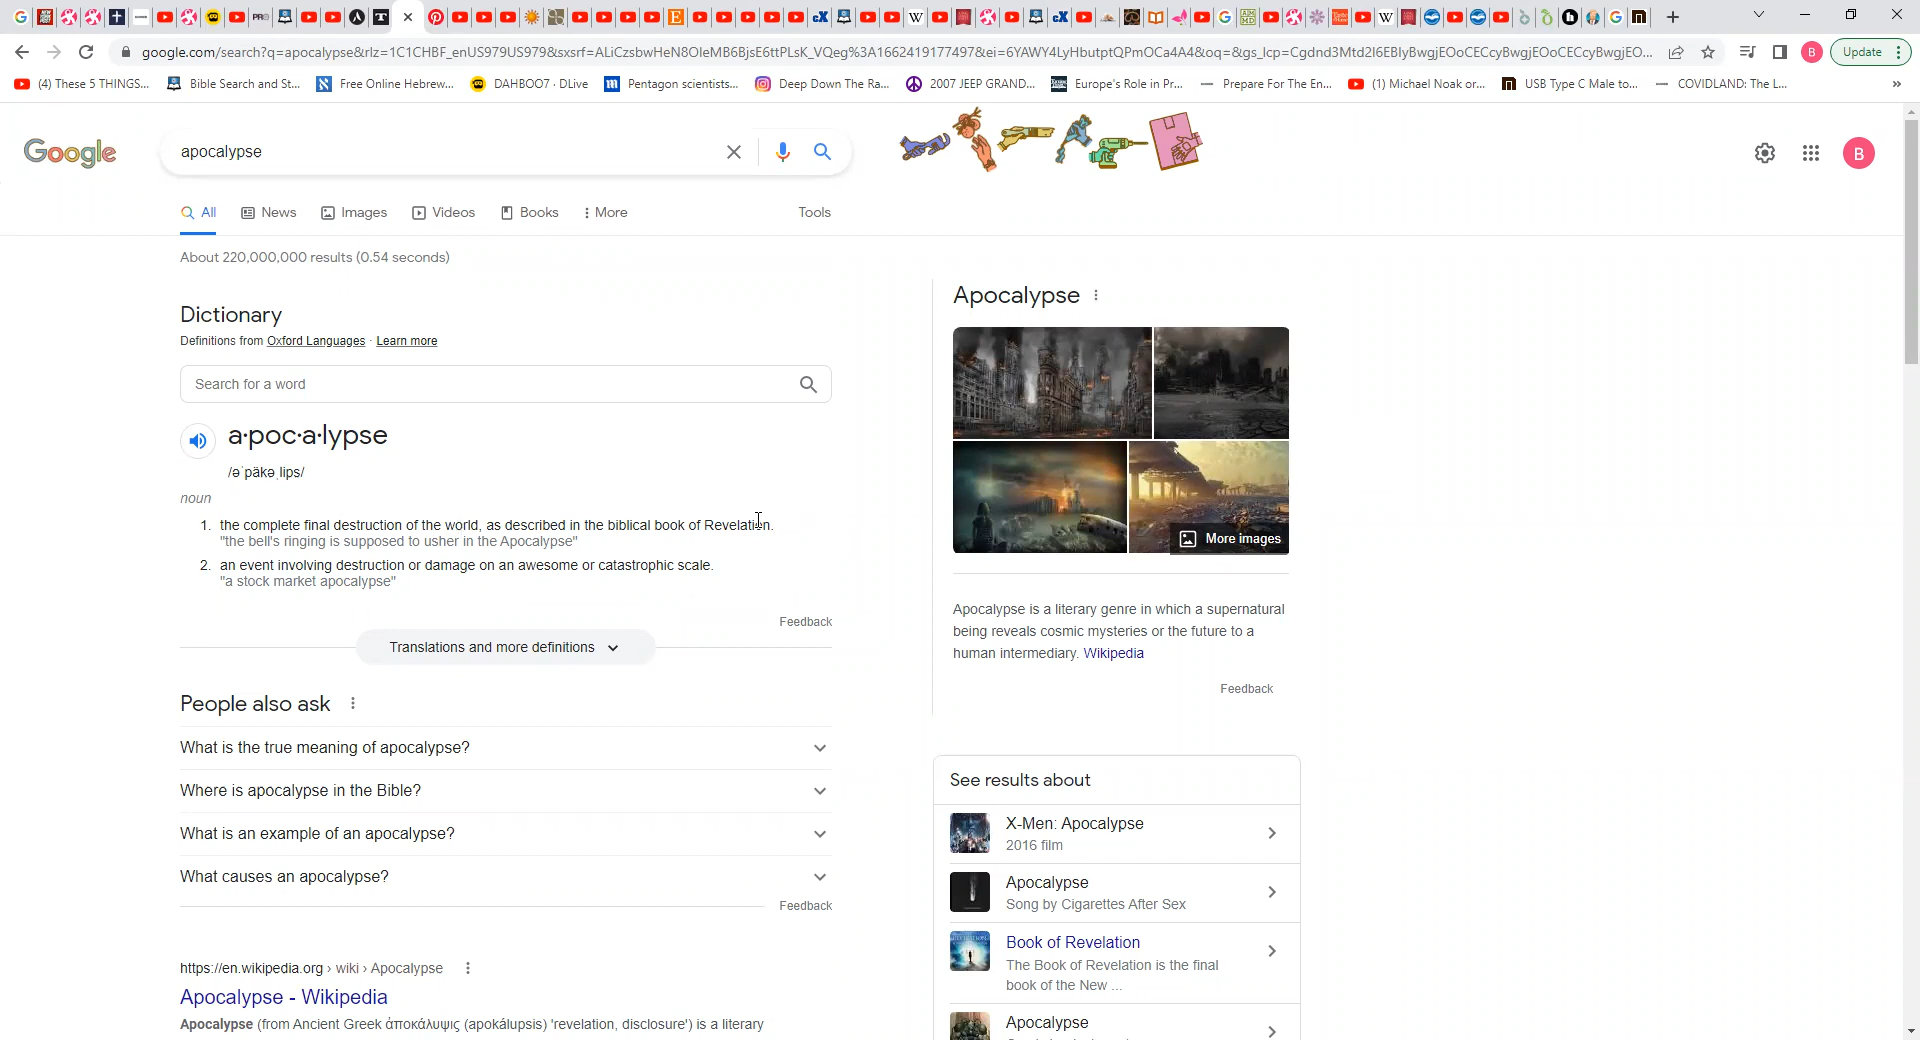 google.com/search?q=apocalypse&rlz=1C1CHBF_enUS979US979&sxsrf=ALiCzsbwHeN8OleMB6BjsE6ttPLsK_VQeg%3A1662419177497&ei=6YAWY4LyHbutptQPmOCa4A4&oq=&gs_lcp=Cgdnd3Mtd2l6EBIyBwgjEOoCECcyBwgjEOoCECcyBwgjEO...
Update
(4) These 5 THINGS...
Bible Search and St...
Free Online Hebrew...
DAHBOO7 · DLive
Pentagon scientists...
Deep Down The Ra...
2007 JEEP GRAND...
Europe's Role in Pr...
Prepare For The En...
(1) Michael Noak or...
USB Type C Male to...
COVIDLAND: The L...
Google
apocalypse
B
All
News
Images
Videos
Books
More
Tools
About 220,000,000 results (0.54 seconds)
Dictionary
Definitions from Oxford Languages · Learn more
Search for a word
a·poc·a·lypse
/əˈpäkəˌlips/
noun
1. the complete final destruction of the world, as described in the biblical book of Revelation.
"the bell's ringing is supposed to usher in the Apocalypse"
2. an event involving destruction or damage on an awesome or catastrophic scale.
"a stock market apocalypse"
Feedback
Translations and more definitions
People also ask
What is the true meaning of apocalypse?
Where is apocalypse in the Bible?
What is an example of an apocalypse?
What causes an apocalypse?
Feedback
https://en.wikipedia.org › wiki › Apocalypse
Apocalypse - Wikipedia
Apocalypse (from Ancient Greek ἀποκάλυψις (apokálupsis) 'revelation, disclosure') is a literary
Apocalypse
More images
Apocalypse is a literary genre in which a supernatural
being reveals cosmic mysteries or the future to a
human intermediary. Wikipedia
Feedback
See results about
X-Men: Apocalypse
2016 film
Apocalypse
Song by Cigarettes After Sex
Book of Revelation
The Book of Revelation is the final
book of the New ...
Apocalypse